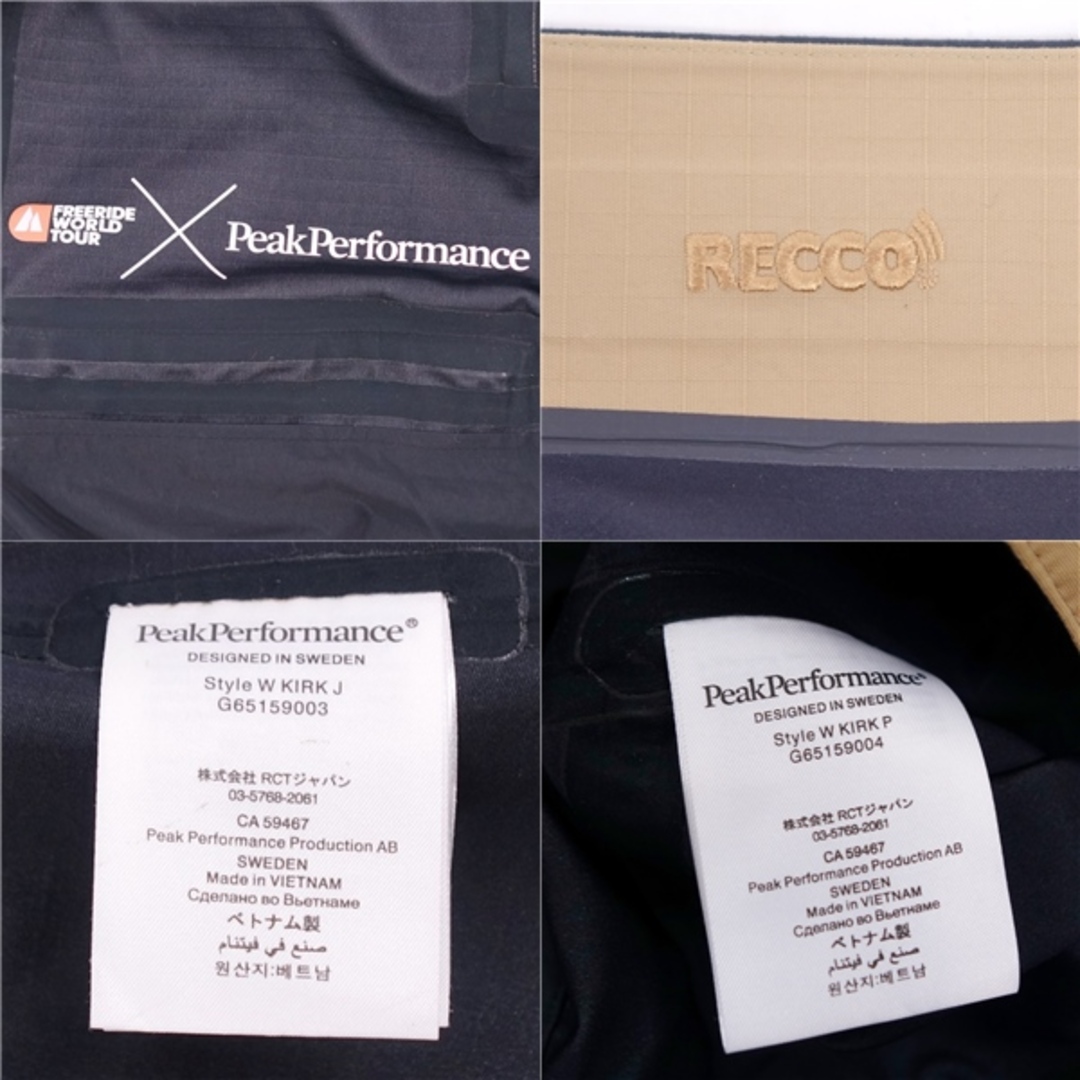 FREERIDE
WORLD
TOUR
PeakPerformance
RECCO
PeakPerformance®
DESIGNED IN SWEDEN
Style W KIRK J
G65159003
株式会社 RCTジャパン
03-5768-2061
CA 59467
Peak Performance Production AB
SWEDEN
Made in VIETNAM
Сделано во Вьетнаме
ベトナム製
صنع في فيتنام
원산지:베트남
PeakPerformance®
DESIGNED IN SWEDEN
Style W KIRK P
G65159004
株式会社 RCTジャパン
03-5768-2061
CA 59467
Peak Performance Production AB
SWEDEN
Made in VIETNAM
Сделано во Вьетнаме
ベトナム製
صنع في فيتنام
원산지:베트남